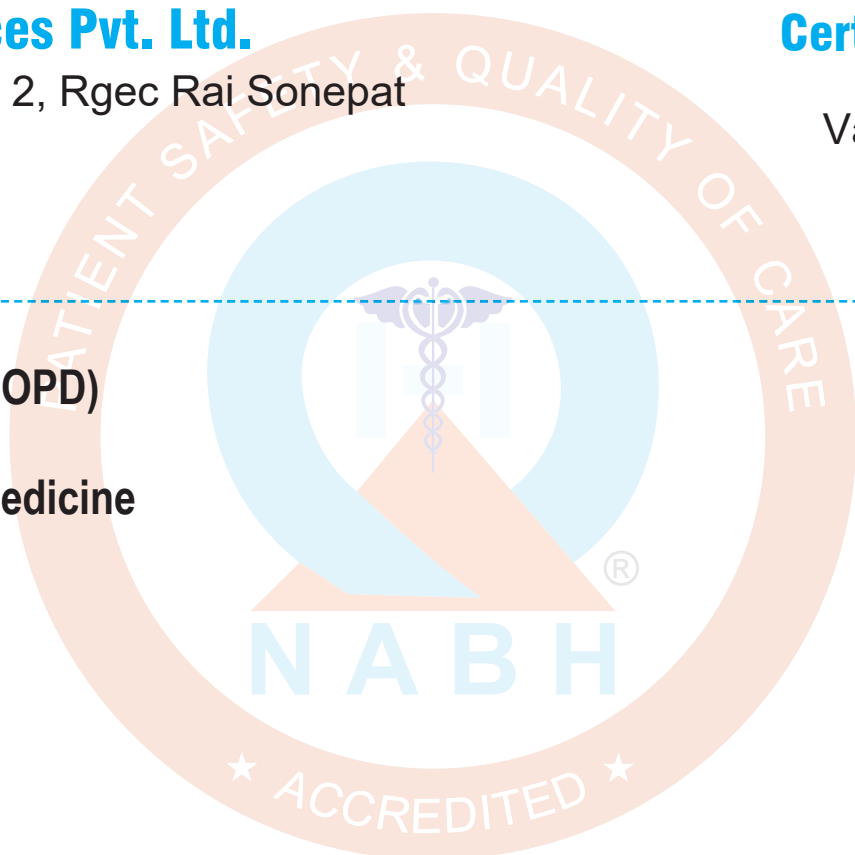 ces Pvt. Ltd.
Cert
2, Rgec Rai Sonepat
Va
PATIENT SAFETY & QUALITY OF CARE
OPD)
edicine
H
®
NABH
★ ACCREDITED ★